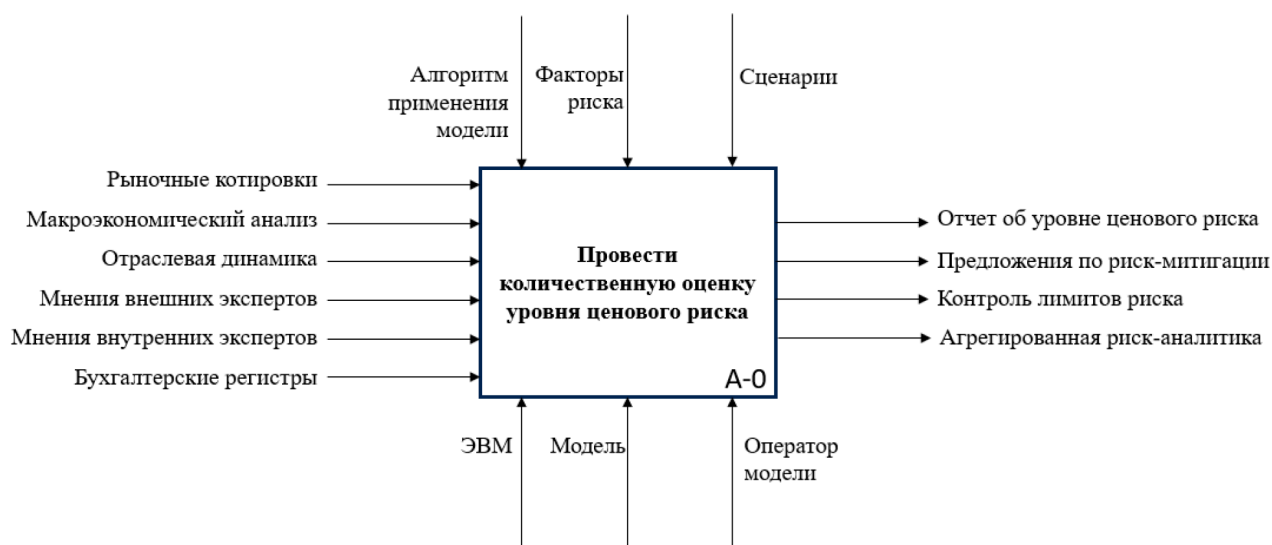 Алгоритм
применения
модели
Факторы
риска
Сценарии
Рыночные котировки
Макроэкономический анализ
Отраслевая динамика
Мнения внешних экспертов
Мнения внутренних экспертов
Бухгалтерские регистры
Провести
количественную оценку
уровня ценового риска
А-0
Отчет об уровне ценового риска
Предложения по риск-митигации
Контроль лимитов риска
Агрегированная риск-аналитика
ЭВМ
Модель
Оператор
модели